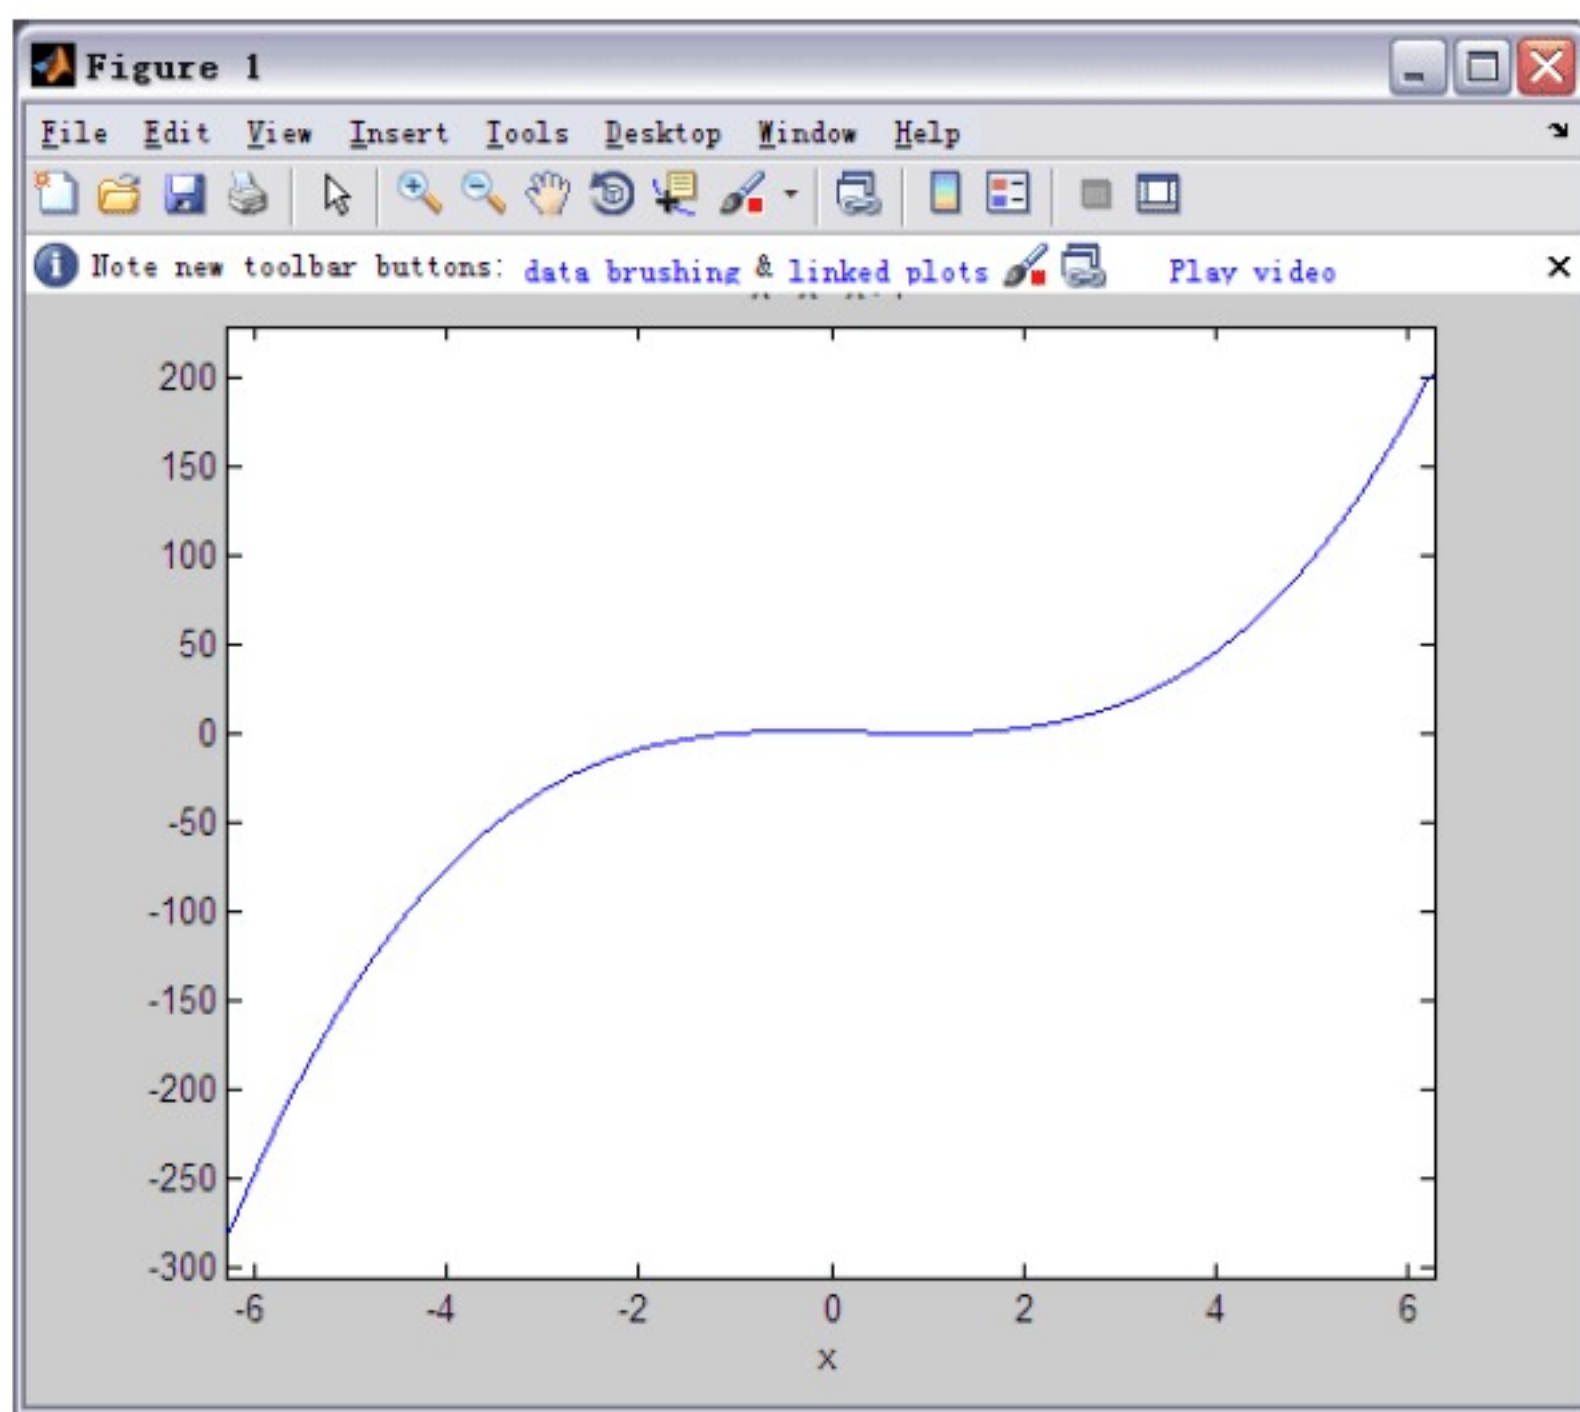 Figure 1
File Edit View Insert Tools Desktop Window Help
Note new toolbar buttons: data brushing & linked plots Play video
200
150
100
50
0
-50
-100
-150
-200
-250
-300
-6 -4 -2 0 2 4 6
x